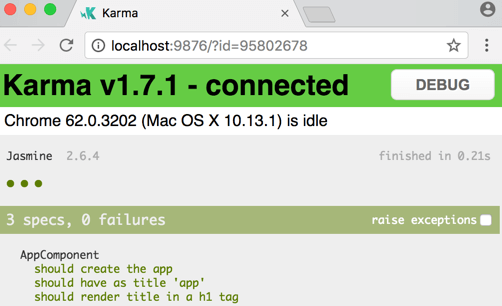 Karma
localhost:9876/?id=95802678
Karma v1.7.1 - connected
DEBUG
Chrome 62.0.3202 (Mac OS X 10.13.1) is idle
Jasmine 2.6.4
finished in 0.21s
3 specs, 0 failures
raise exceptions
AppComponent
should create the app
should have as title 'app'
should render title in a h1 tag